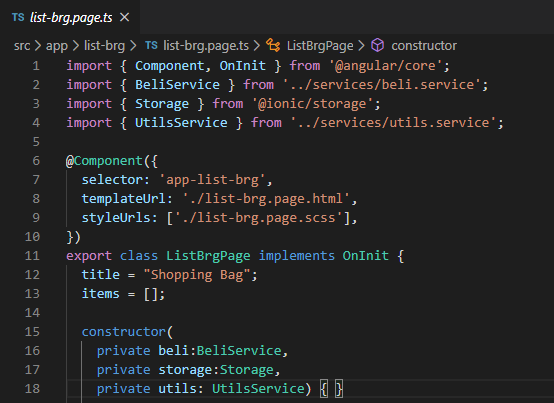 TS list-brg.page.ts ×
src > app > list-brg > TS list-brg.page.ts > ListBrgPage > constructor
1 import { Component, OnInit } from '@angular/core';
2 import { BeliService } from '../services/beli.service';
3 import { Storage } from '@ionic/storage';
4 import { UtilsService } from '../services/utils.service';
5
6 @Component({
7   selector: 'app-list-brg',
8   templateUrl: './list-brg.page.html',
9   styleUrls: ['./list-brg.page.scss'],
10 })
11 export class ListBrgPage implements OnInit {
12   title = "Shopping Bag";
13   items = [];
14
15   constructor(
16     private beli:BeliService,
17     private storage:Storage,
18     private utils: UtilsService) { }